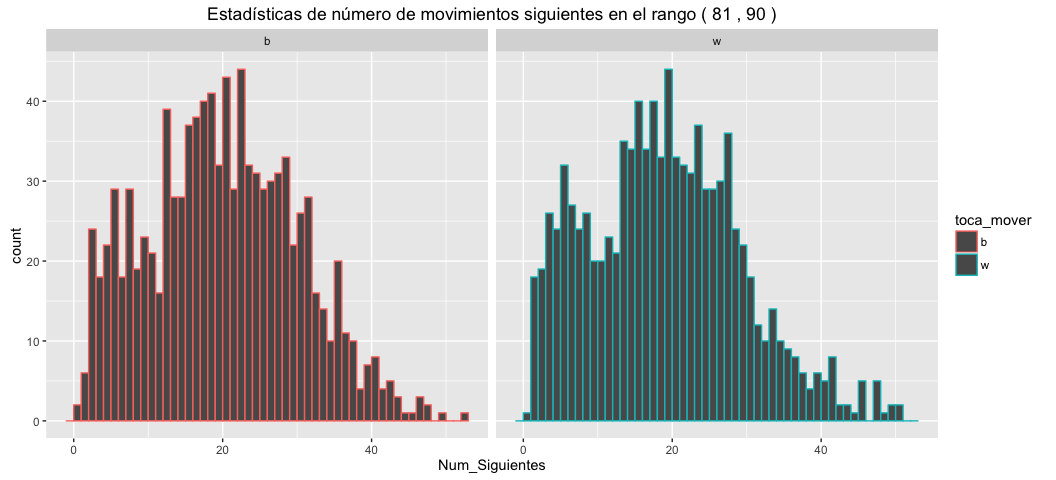 Estadísticas de número de movimientos siguientes en el rango ( 81 , 90 )
b
w
count
40
30
20
10
0
0
20
40
0
20
40
Num_Siguientes
toca_mover
b
w